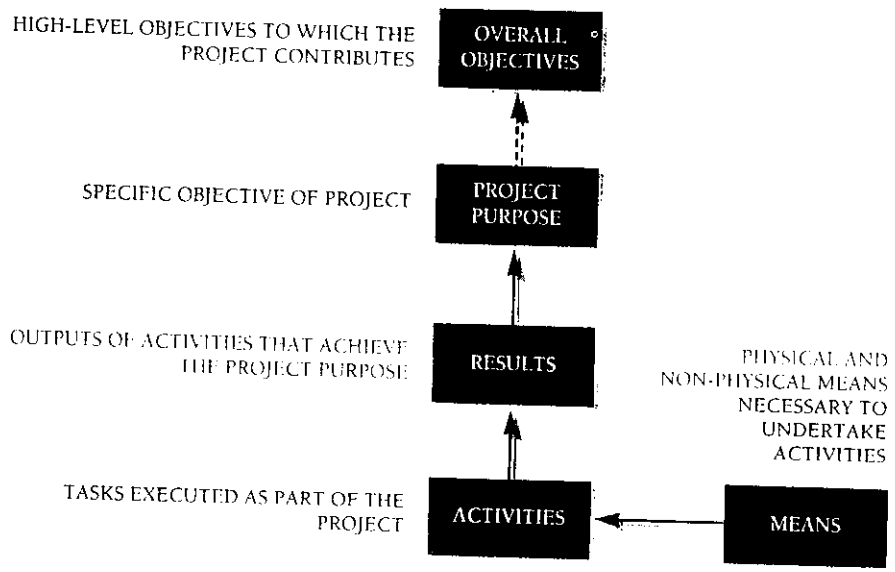 HIGH-LEVEL OBJECTIVES TO WHICH THE
PROJECT CONTRIBUTES
OVERALL
OBJECTIVES
SPECIFIC OBJECTIVE OF PROJECT
PROJECT
PURPOSE
OUTPUTS OF ACTIVITIES THAT ACHIEVE
THE PROJECT PURPOSE
RESULTS
PHYSICAL AND
NON-PHYSICAL MEANS
NECESSARY TO
UNDERTAKE
ACTIVITIES
TASKS EXECUTED AS PART OF THE
PROJECT
ACTIVITIES
MEANS